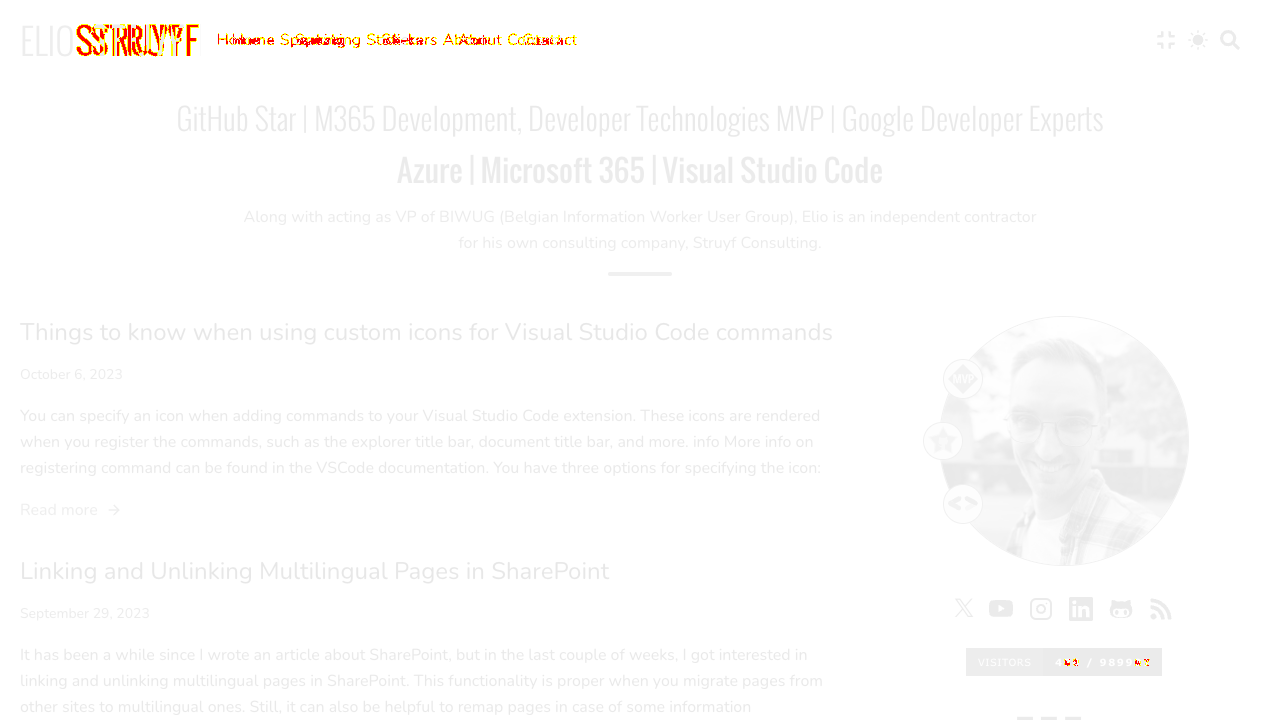 ELIO STRUYF Home Speaking Stickers About Contact
GitHub Star | M365 Development, Developer Technologies MVP | Google Developer Experts
Azure | Microsoft 365 | Visual Studio Code
Along with acting as VP of BIWUG (Belgian Information Worker User Group), Elio is an independent contractor
for his own consulting company, Struyf Consulting.
Things to know when using custom icons for Visual Studio Code commands
October 6, 2023
You can specify an icon when adding commands to your Visual Studio Code extension. These icons are rendered
when you register the commands, such as the explorer title bar, document title bar, and more. info More info on
registering command can be found in the VSCode documentation. You have three options for specifying the icon:
Read more
MVP
Linking and Unlinking Multilingual Pages in SharePoint
September 29, 2023
It has been a while since I wrote an article about SharePoint, but in the last couple of weeks, I got interested in
linking and unlinking multilingual pages in SharePoint. This functionality is proper when you migrate pages from
other sites to multilingual ones. Still, it can also be helpful to remap pages in case of some information
VISITORS